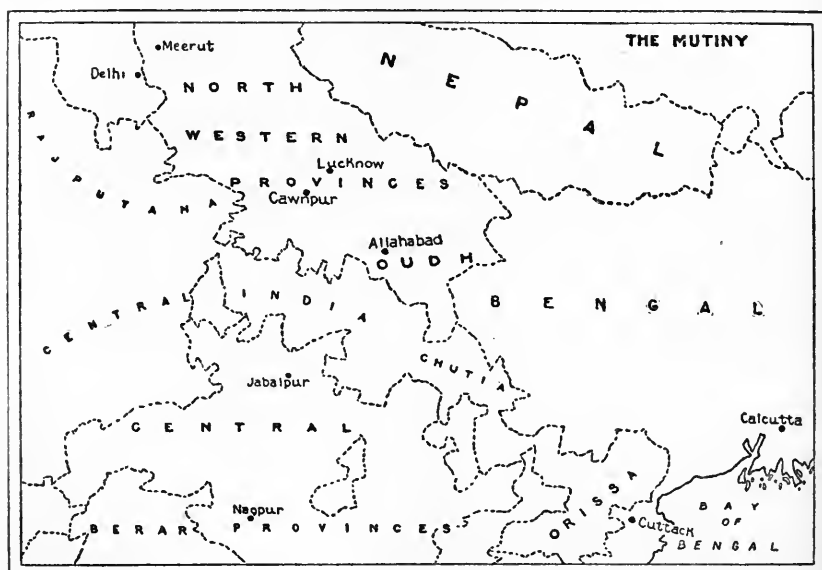 THE MUTINY
Meerut
Delhi
NORTH
WESTERN
PROVINCES
NEPAL
RAJPUTANA
Lucknow
Cawnpur
Allahabad
OUDH
BENGAL
CENTRAL INDIA
CHUTIA
Jabalpur
CENTRAL
PROVINCES
Nagpur
BERAR
ORISSA
Cuttack
Calcutta
BAY
OF
BENGAL